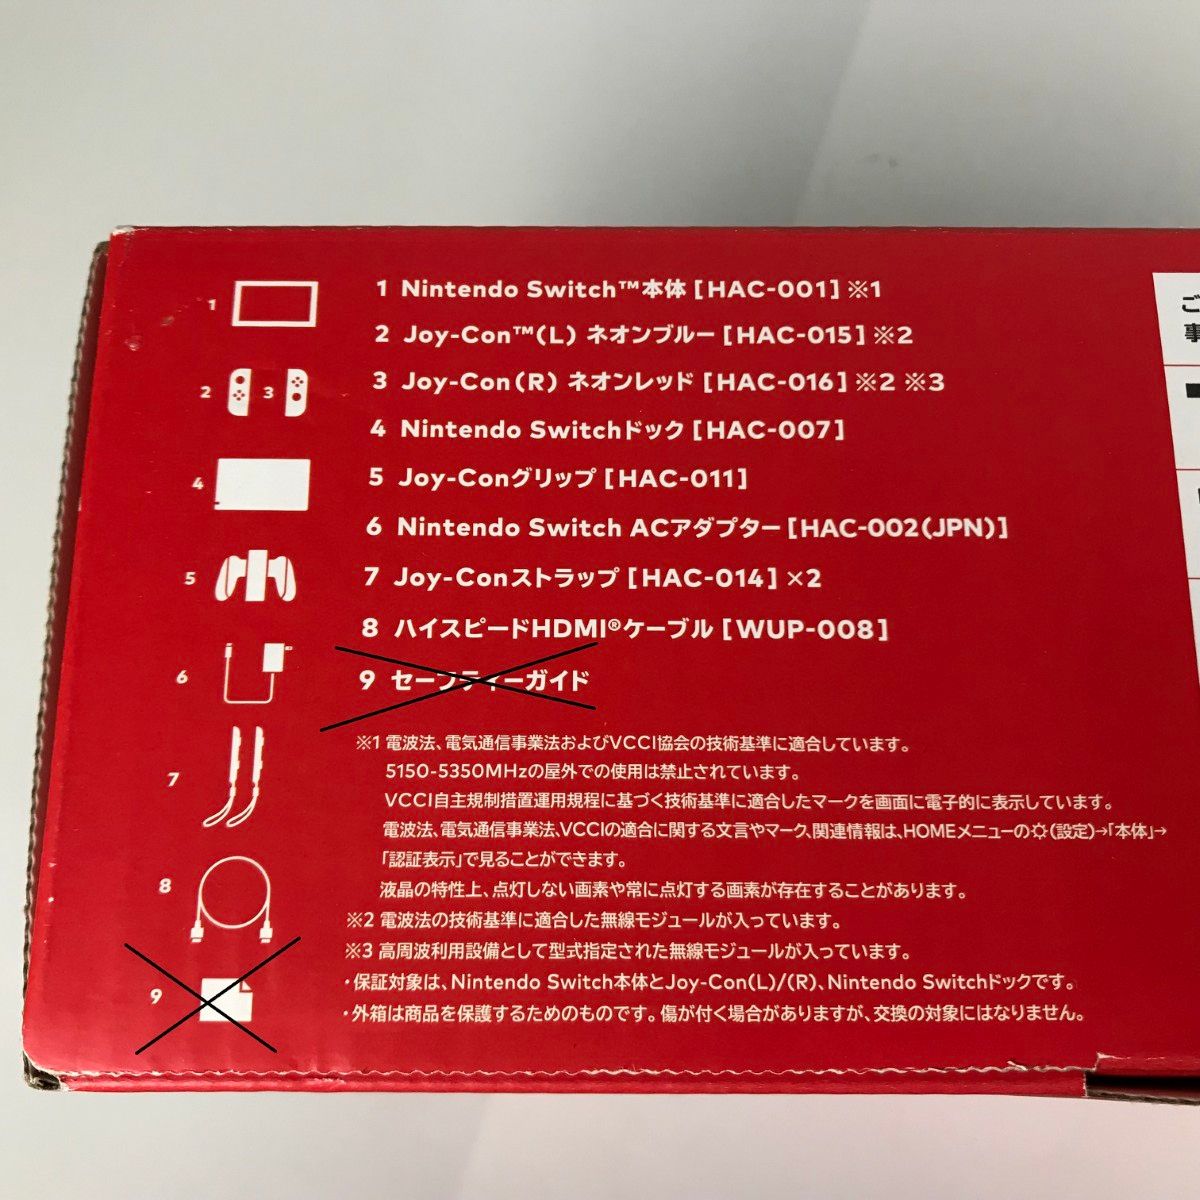 1 Nintendo Switch™本体 [HAC-001] ※1
2 Joy-Con™(L) ネオンブルー [HAC-015] ※2
3 Joy-Con(R) ネオンレッド [HAC-016] ※2 ※3
4 Nintendo Switchドック [HAC-007]
5 Joy-Conグリップ [HAC-011]
6 Nintendo Switch ACアダプター [HAC-002(JPN)]
7 Joy-Conストラップ [HAC-014] ×2
8 ハイスピードHDMI®ケーブル [WUP-008]
9 セーフティーガイド
※1 電波法、電気通信事業法およびVCCI協会の技術基準に適合しています。
5150-5350MHzの屋外での使用は禁止されています。
VCCI自主規制措置運用規程に基づく技術基準に適合したマークを画面に電子的に表示しています。
電波法、電気通信事業法、VCCIの適合に関する文言やマーク、関連情報は、HOMEメニューの(設定)→「本体」→
「認証表示」で見ることができます。
液晶の特性上、点灯しない画素や常に点灯する画素が存在することがあります。
※2 電波法の技術基準に適合した無線モジュールが入っています。
※3 高周波利用設備として型式指定された無線モジュールが入っています。
・保証対象は、Nintendo Switch本体とJoy-Con(L)/(R)、Nintendo Switchドックです。
・外箱は商品を保護するためのものです。傷が付く場合がありますが、交換の対象にはなりません。
1
2 3
4
5
6
7
8
9
ご
事